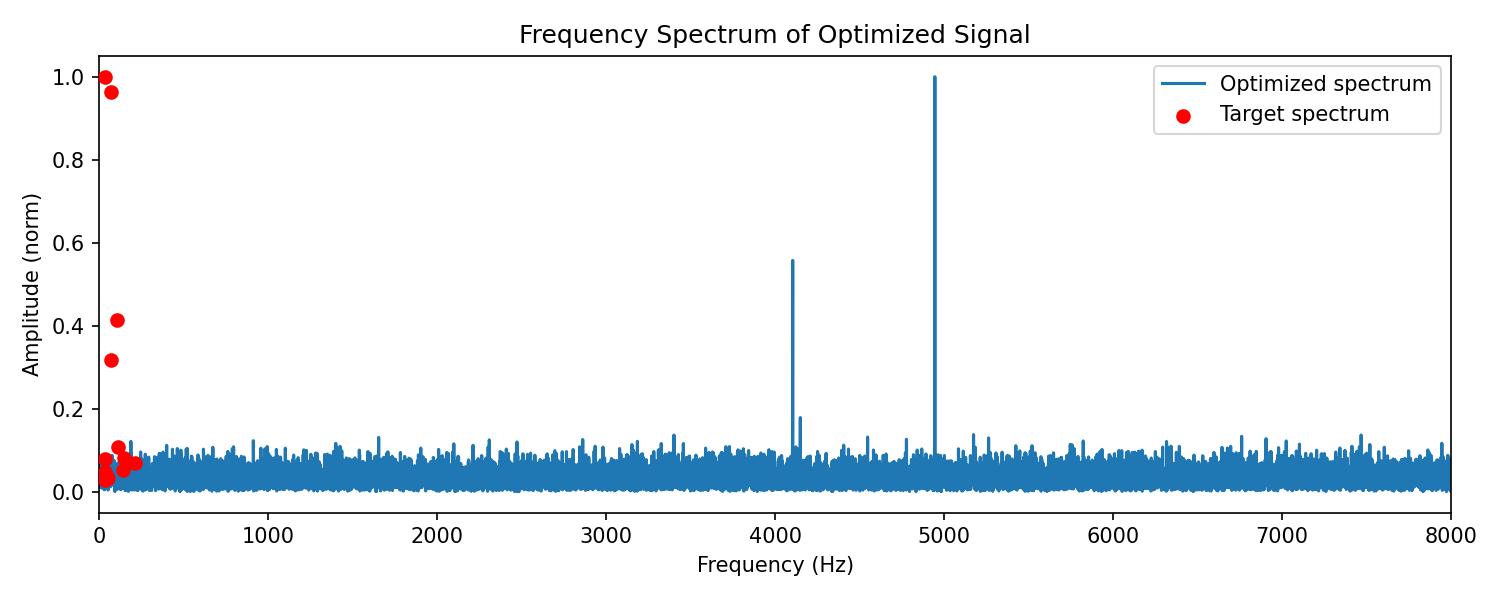 Frequency Spectrum of Optimized Signal
1.0
0.8
0.6
0.4
0.2
0.0
Amplitude (norm)
Optimized spectrum
Target spectrum
0 1000 2000 3000 4000 5000 6000 7000 8000
Frequency (Hz)